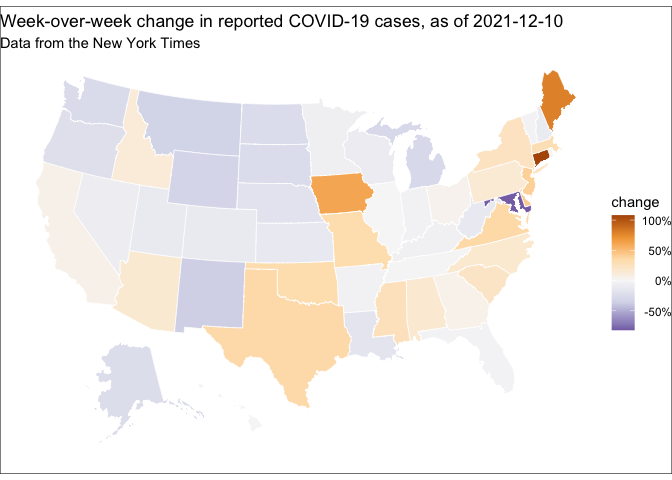 Week-over-week change in reported COVID-19 cases, as of 2021-12-10
Data from the New York Times
change
100%
50%
0%
-50%